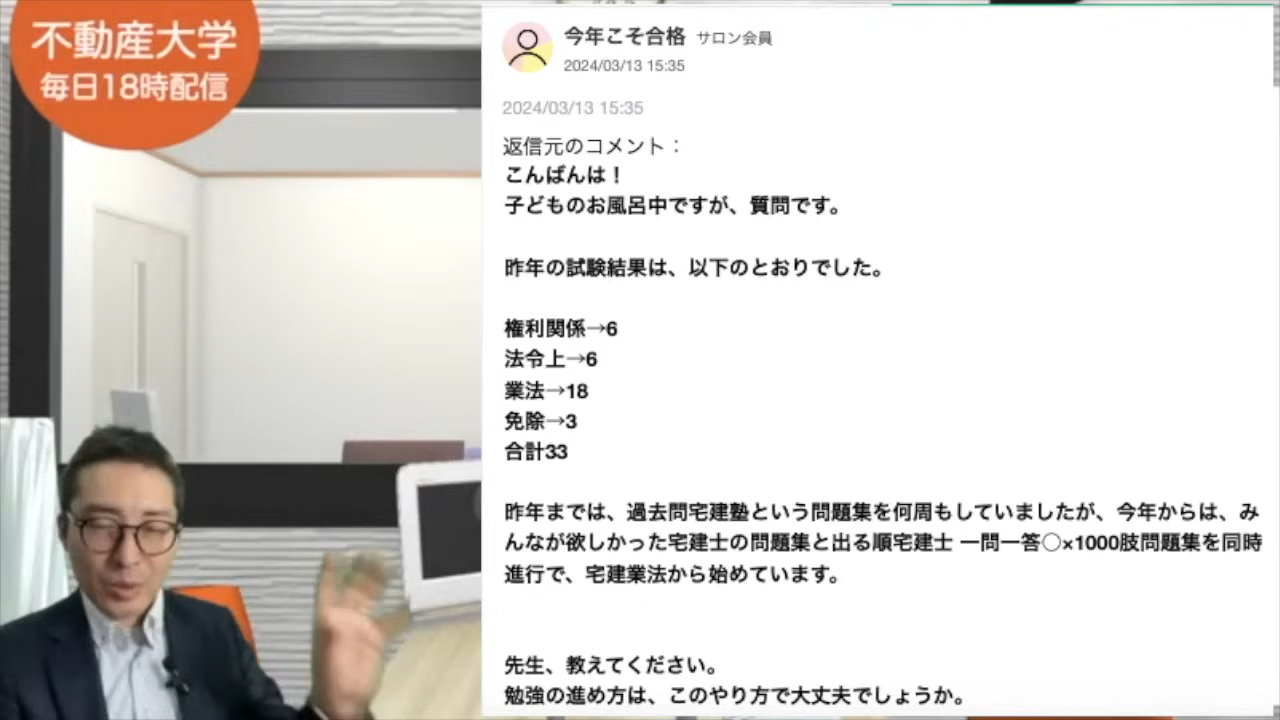 不動産大学
毎日18時配信
今年こそ合格 サロン会員
2024/03/13 15:35
2024/03/13 15:35
返信元のコメント：
こんばんは！
子どものお風呂中ですが、質問です。
昨年の試験結果は、以下のとおりでした。
権利関係→6
法令上→6
業法→18
免除→3
合計33
昨年までは、過去問宅建塾という問題集を何周もしていましたが、今年からは、み
んなが欲しかった宅建士の問題集と出る順宅建士 一問一答○×1000肢問題集を同時
進行で、宅建業法から始めています。
先生、教えてください。
勉強の進め方は、このやり方で大丈夫でしょうか。